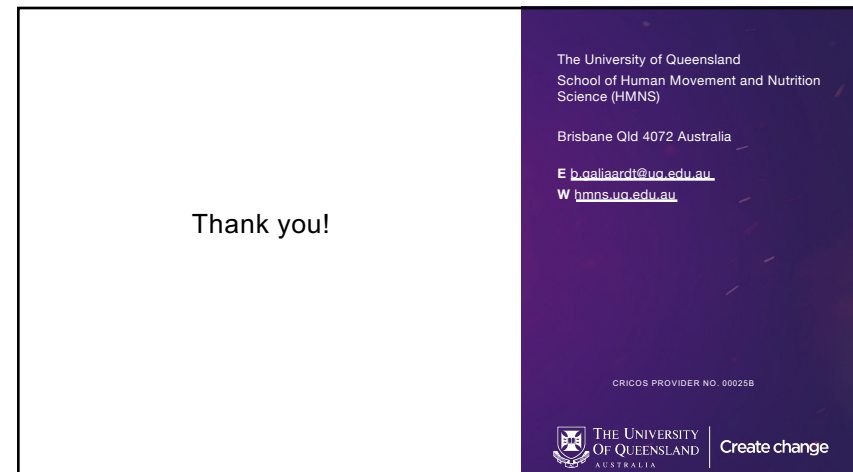 Thank you!
The University of Queensland
School of Human Movement and Nutrition
Science (HMNS)
Brisbane Qld 4072 Australia
E b.galjaardt@uq.edu.au
W hmns.uq.edu.au
CRICOS PROVIDER NO. 00025B
THE UNIVERSITY
OF QUEENSLAND
AUSTRALIA
Create change